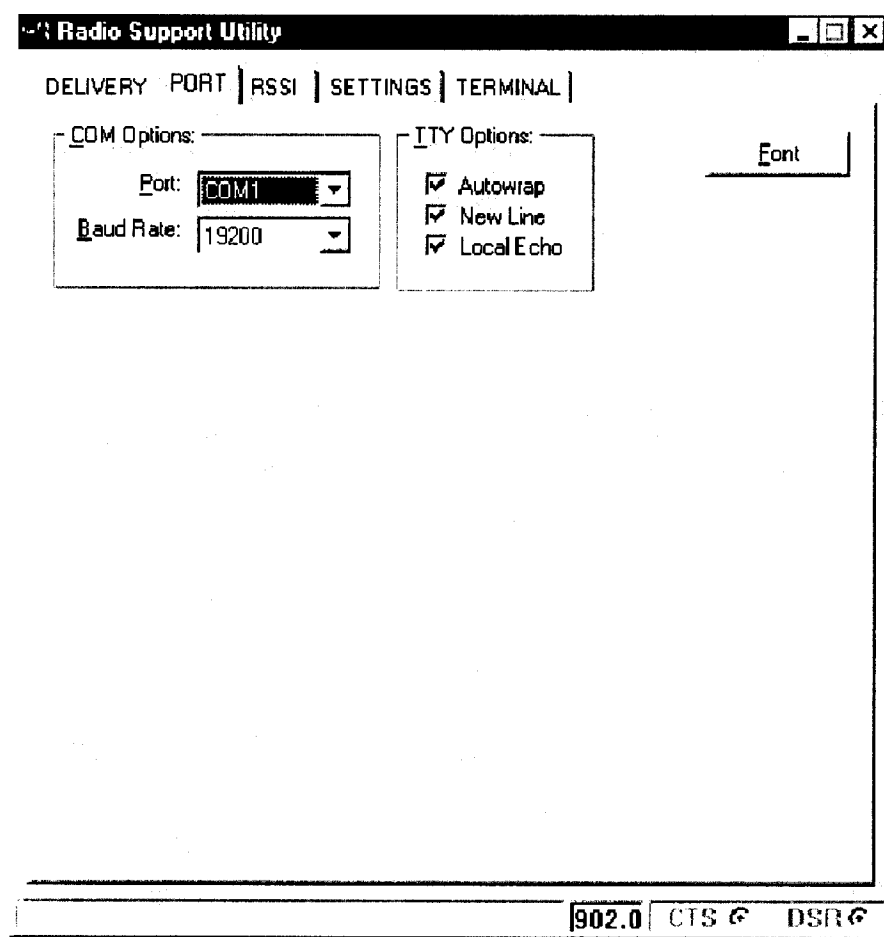 Radio Support Utility
DELIVERY PORT RSSI SETTINGS TERMINAL
COM Options:
Port: COM1
Baud Rate: 19200
TTY Options:
Autowrap
New Line
Local Echo
Font
902.0 CTS DSR